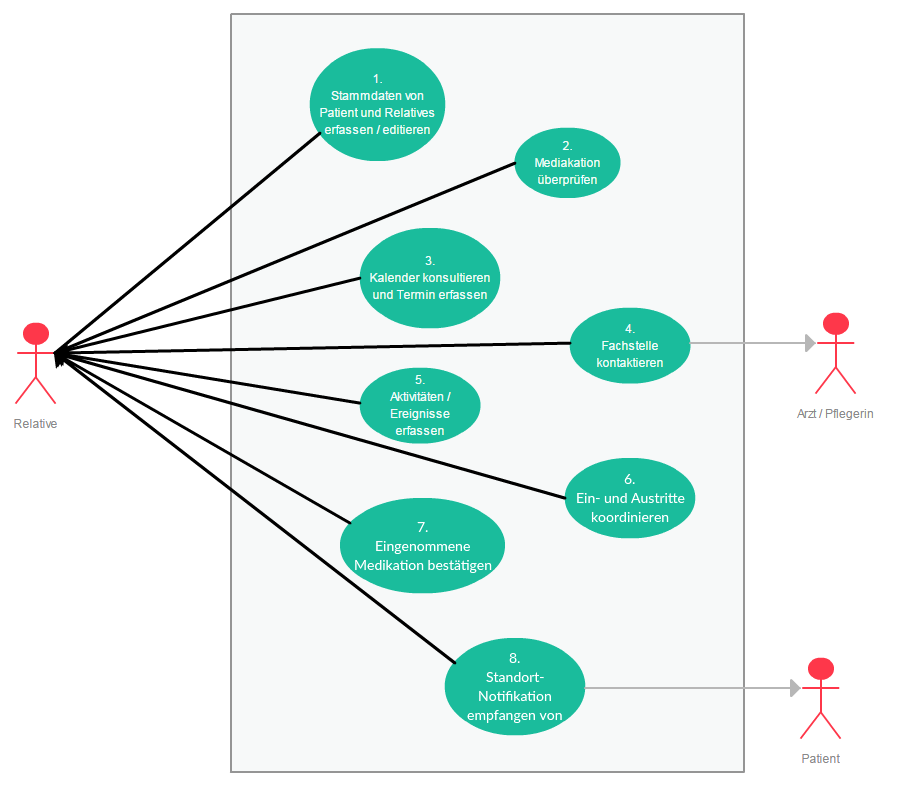 1.
Stammdaten von
Patient und Relatives
erfassen / editieren
2.
Mediakation
überprüfen
3.
Kalender konsultieren
und Termin erfassen
4.
Fachstelle
kontaktieren
5.
Aktivitäten /
Ereignisse
erfassen
Relative
Arzt / Pflegerin
6.
Ein- und Austritte
koordinieren
7.
Eingenommene
Medikation bestätigen
8.
Standort-
Notifikation
empfangen von
Patient